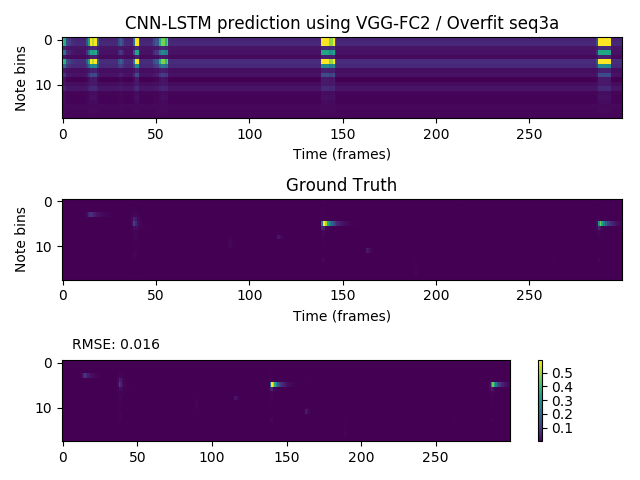 CNN-LSTM prediction using VGG-FC2 / Overfit seq3a
0
10
Note bins
0 50 100 150 200 250
Time (frames)
Ground Truth
0
10
Note bins
0 50 100 150 200 250
Time (frames)
RMSE: 0.016
0
10
0 50 100 150 200 250
0.5
0.4
0.3
0.2
0.1